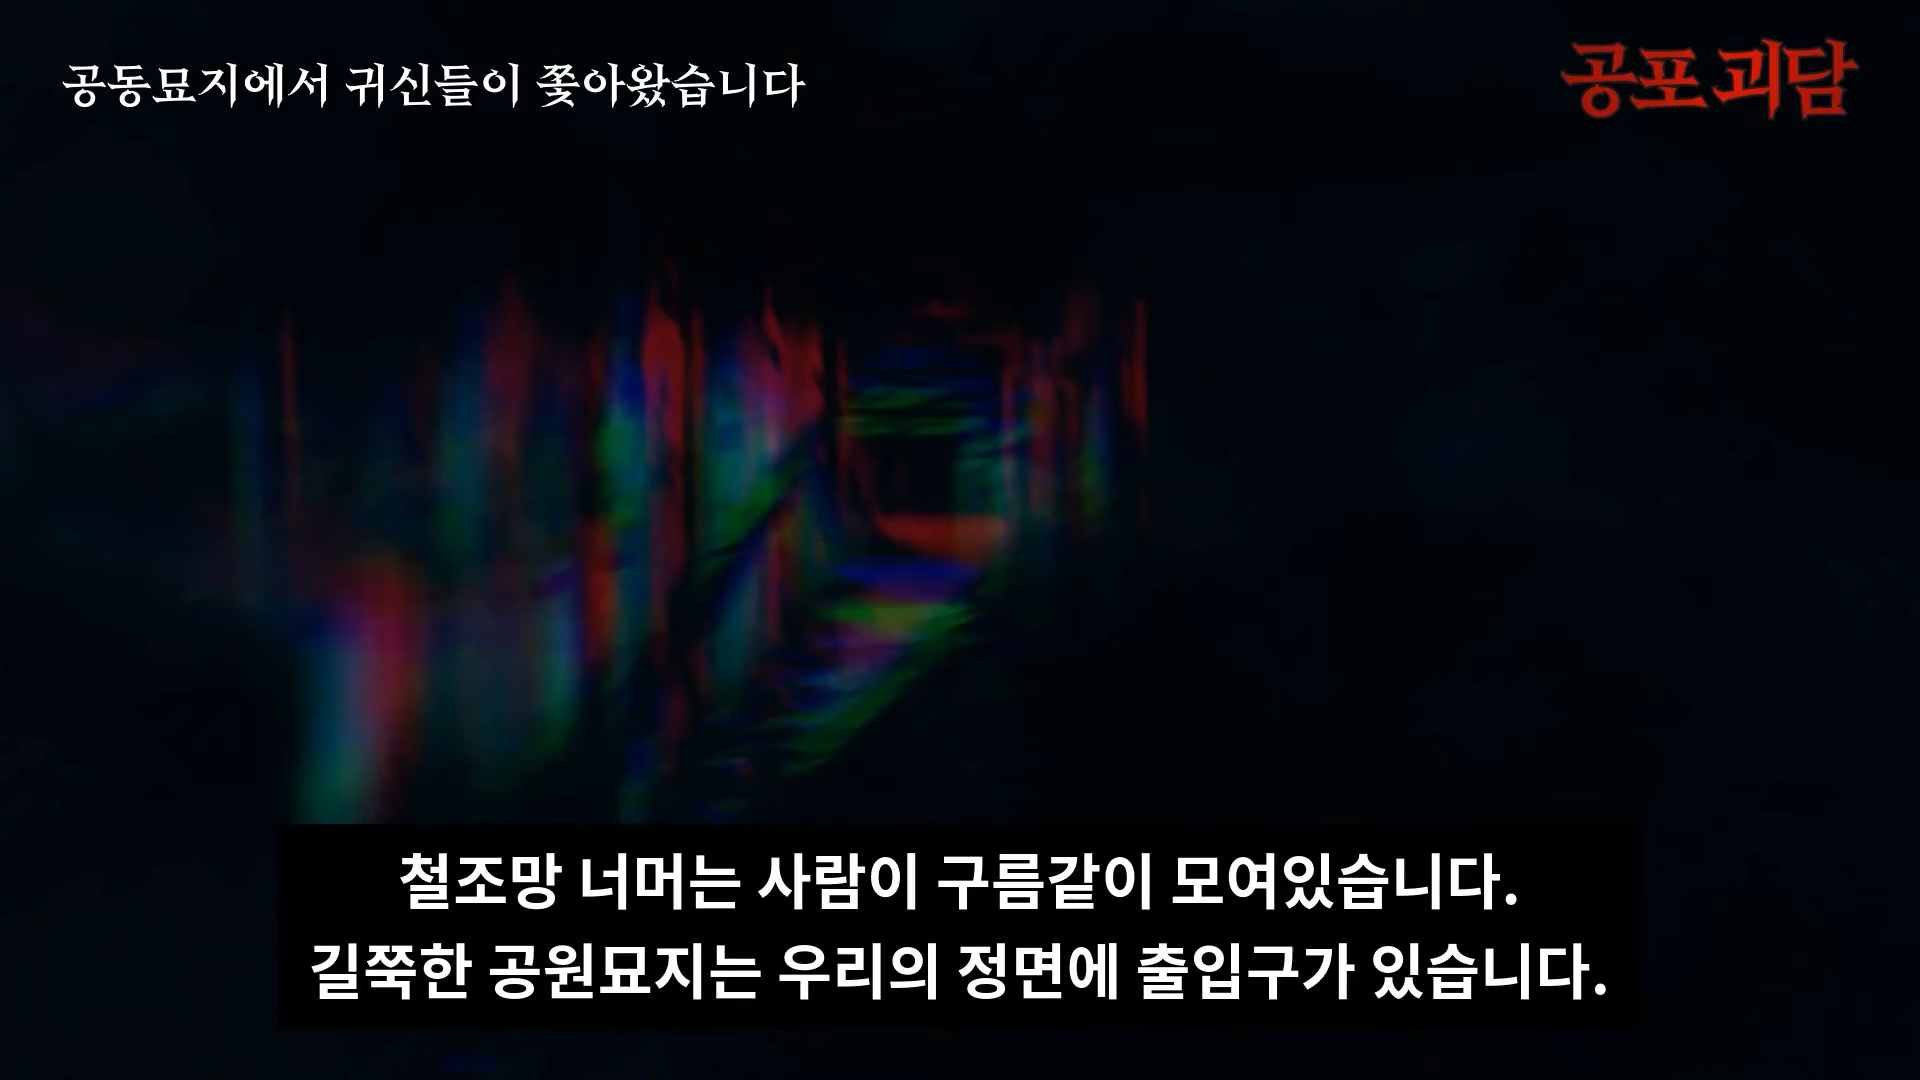 공동묘지에서 귀신들이 쫓아왔습니다
공포 괴담
철조망 너머는 사람이 구름같이 모여있습니다.
길쭉한 공원묘지는 우리의 정면에 출입구가 있습니다.